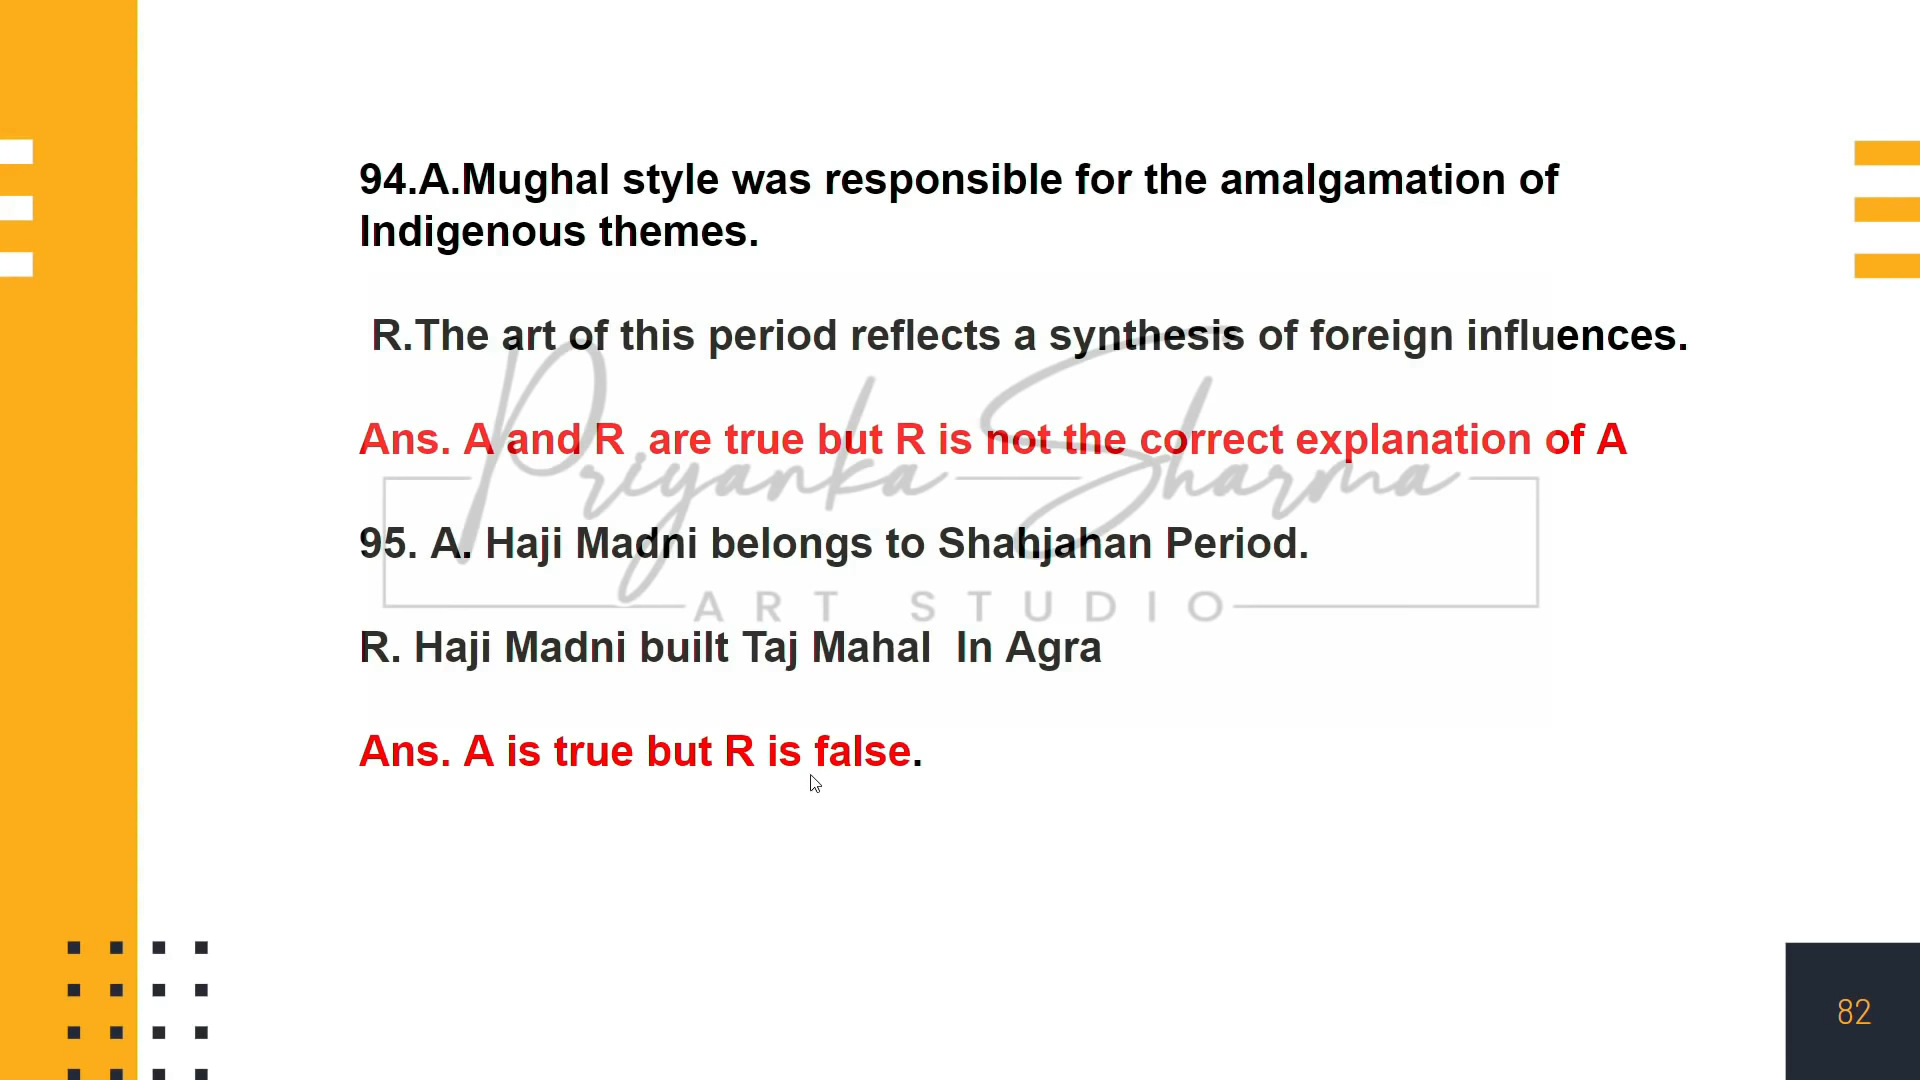 94.A.Mughal style was responsible for the amalgamation of
Indigenous themes.
R.The art of this period reflects a synthesis of foreign influences.
Ans. A and R  are true but R is not the correct explanation of A
Priyanka Sharma
95. A. Haji Madni belongs to Shahjahan Period.
ART STUDIO
R. Haji Madni built Taj Mahal  In Agra
Ans. A is true but R is false.
82